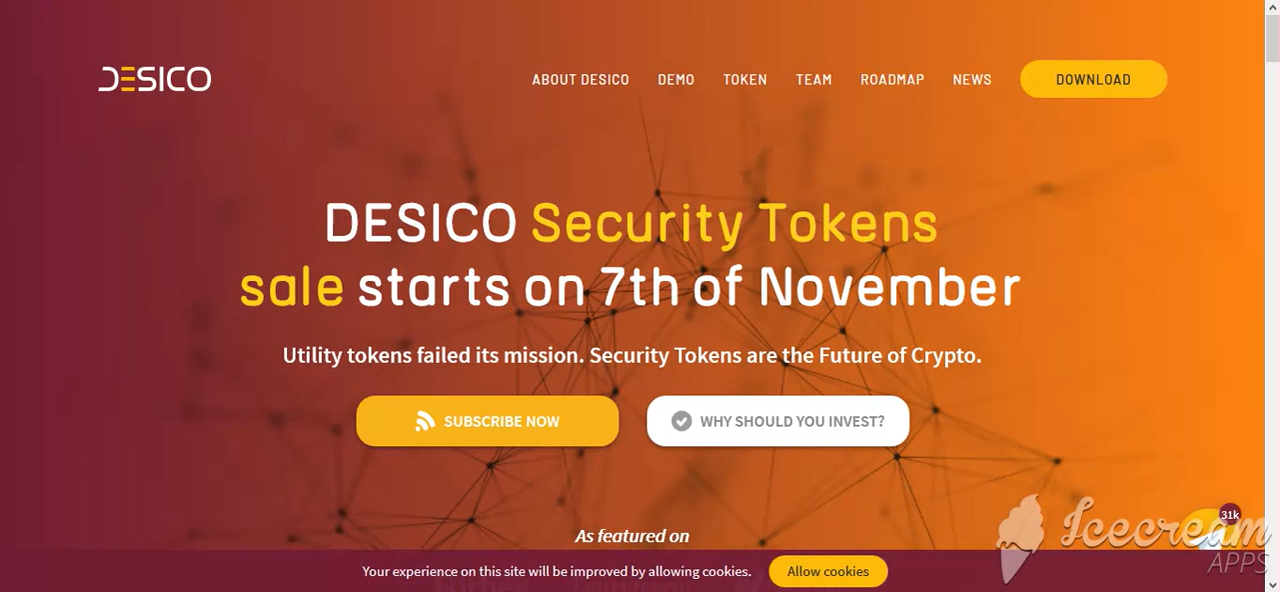 DESICO
ABOUT DESICO DEMO TOKEN TEAM ROADMAP NEWS DOWNLOAD
DESICO Security Tokens
sale starts on 7th of November
Utility tokens failed its mission. Security Tokens are the Future of Crypto.
SUBSCRIBE NOW
WHY SHOULD YOU INVEST?
As featured on
31k
Icecream
APPS
Your experience on this site will be improved by allowing cookies.
Allow cookies